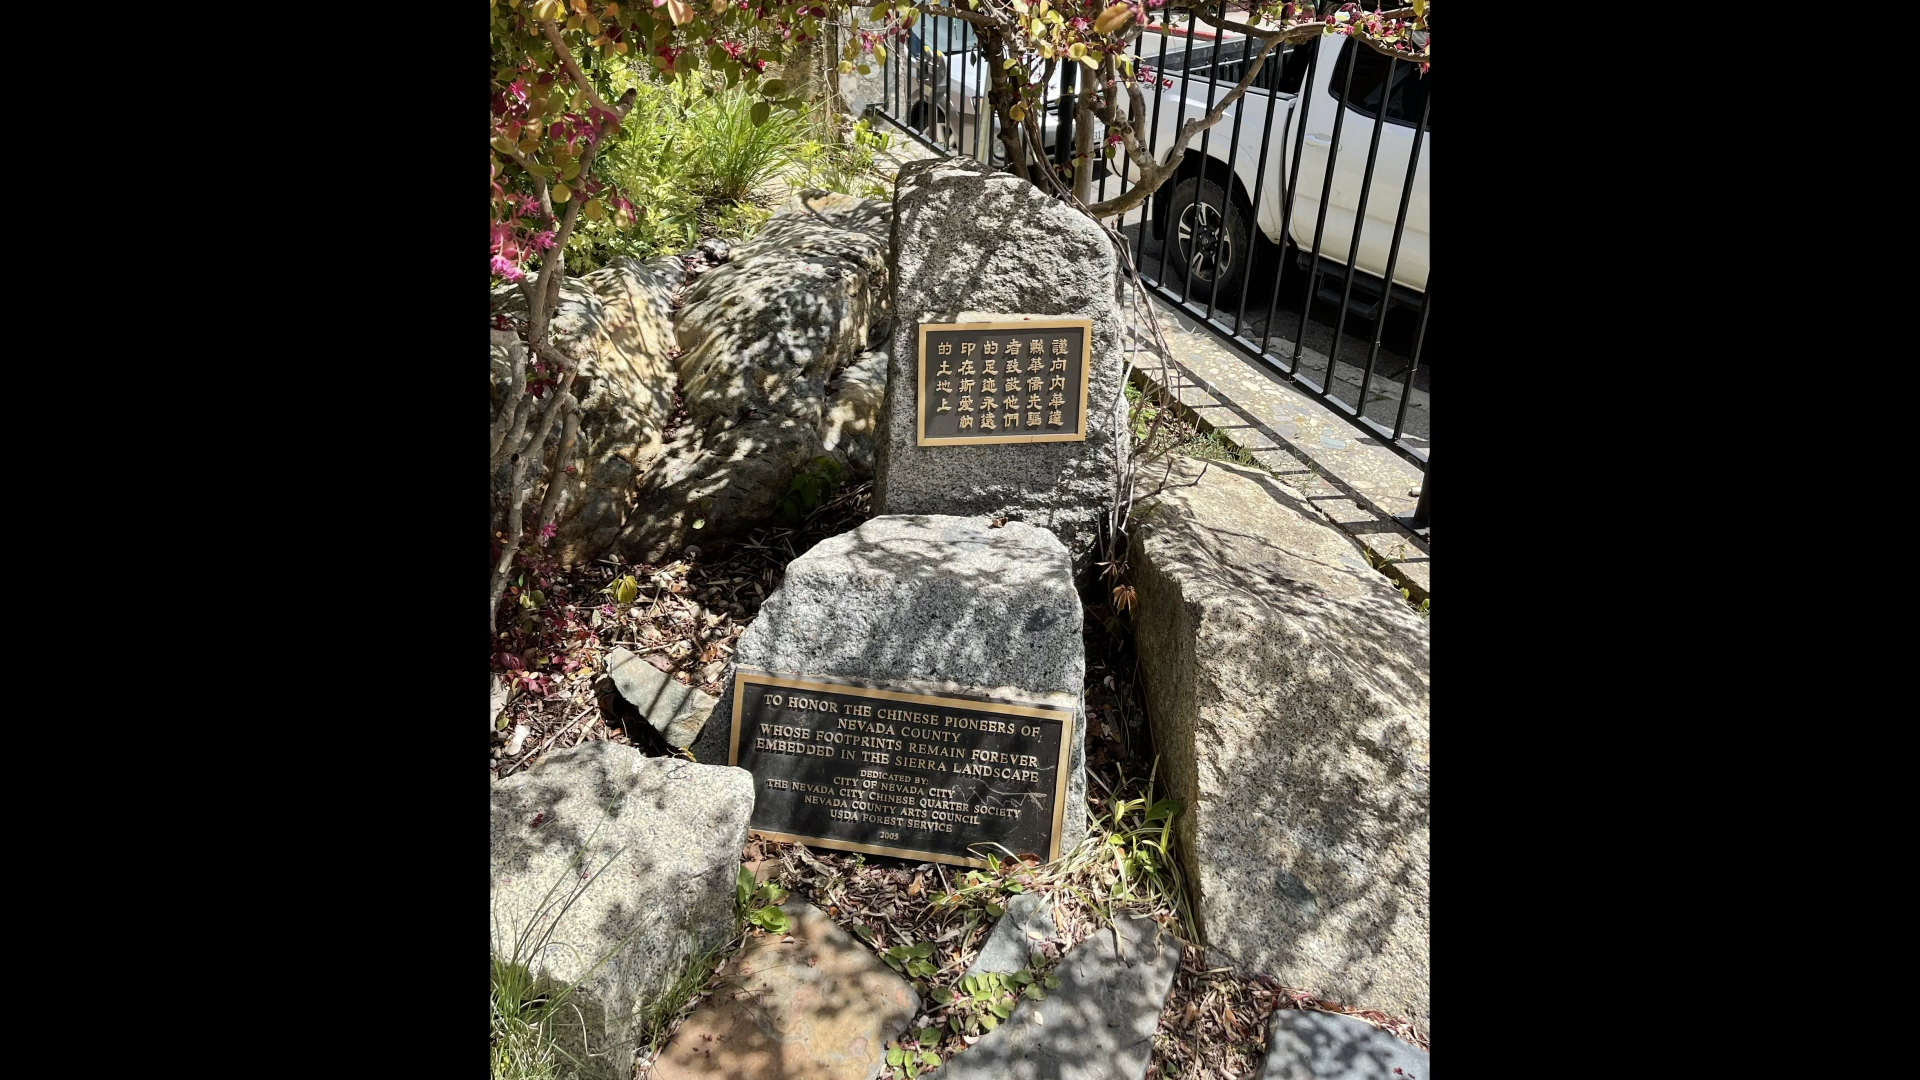 謹向内華達
縣華僑先驅
者致敬他們
的足迹永遠
印在斯愛納
的土地上
TO HONOR THE CHINESE PIONEERS OF
NEVADA COUNTY
WHOSE FOOTPRINTS REMAIN FOREVER
EMBEDDED IN THE SIERRA LANDSCAPE
DEDICATED BY:
CITY OF NEVADA CITY
THE NEVADA CITY CHINESE QUARTER SOCIETY
NEVADA COUNTY ARTS COUNCIL
USDA FOREST SERVICE
2005